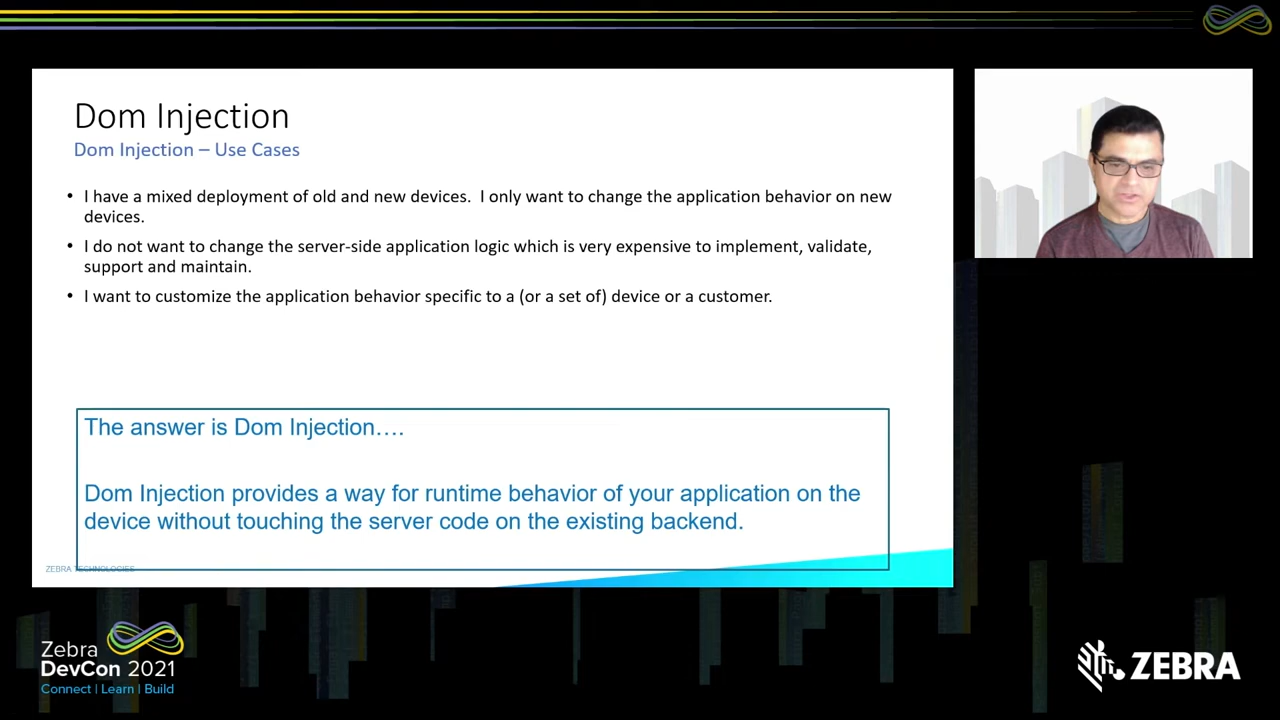 Dom Injection
Dom Injection – Use Cases
• I have a mixed deployment of old and new devices.  I only want to change the application behavior on new
devices.
• I do not want to change the server-side application logic which is very expensive to implement, validate,
support and maintain.
• I want to customize the application behavior specific to a (or a set of) device or a customer.
The answer is Dom Injection….
Dom Injection provides a way for runtime behavior of your application on the
device without touching the server code on the existing backend.
ZEBRA TECHNOLOGIES
Zebra
DevCon 2021
Connect | Learn | Build
ZEBRA